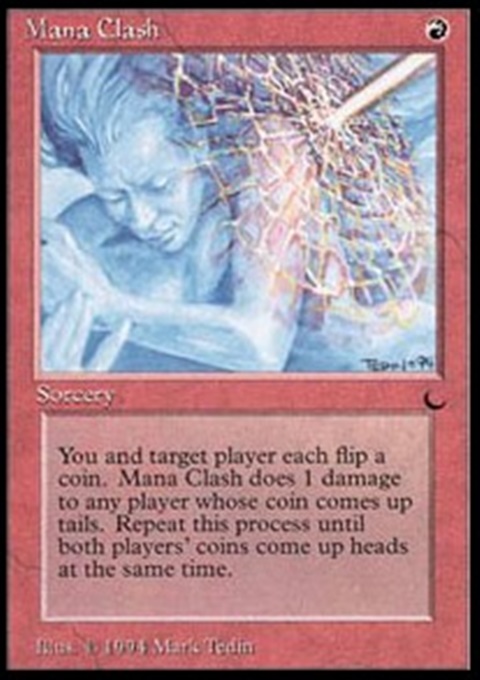 Mana Clash
Sorcery
You and target player each flip a
coin. Mana Clash does 1 damage
to any player whose coin comes up
tails. Repeat this process until
both players' coins come up heads
at the same time.
Illus. © 1994 Mark Tedin